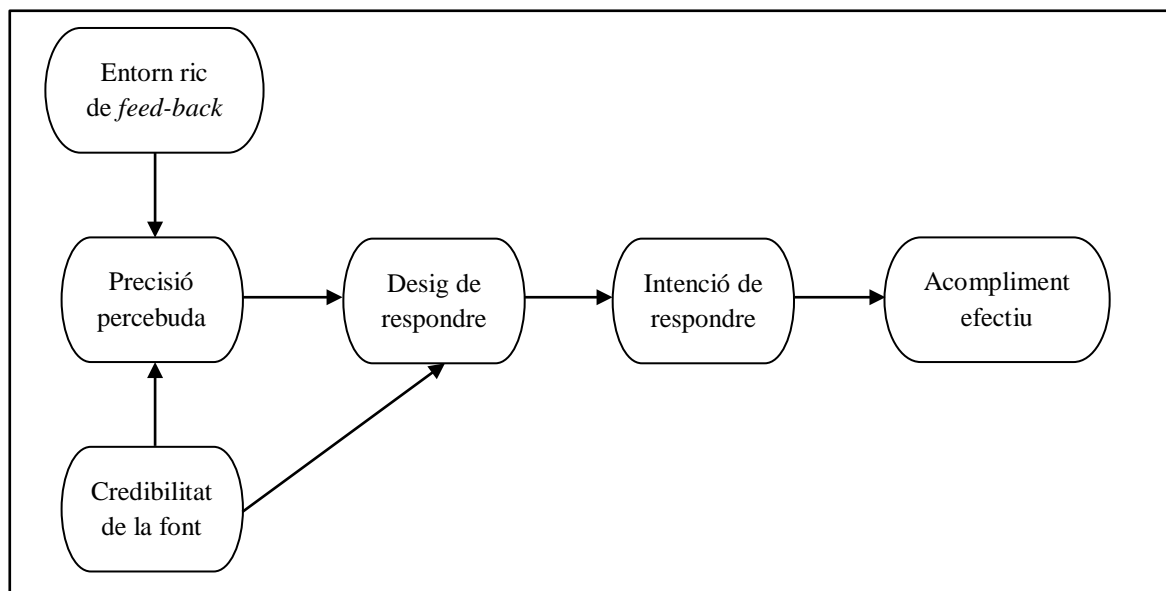 Entorn ric
de feed-back
Precisió
percebuda
Desig de
respondre
Intenció de
respondre
Acompliment
efectiu
Credibilitat
de la font